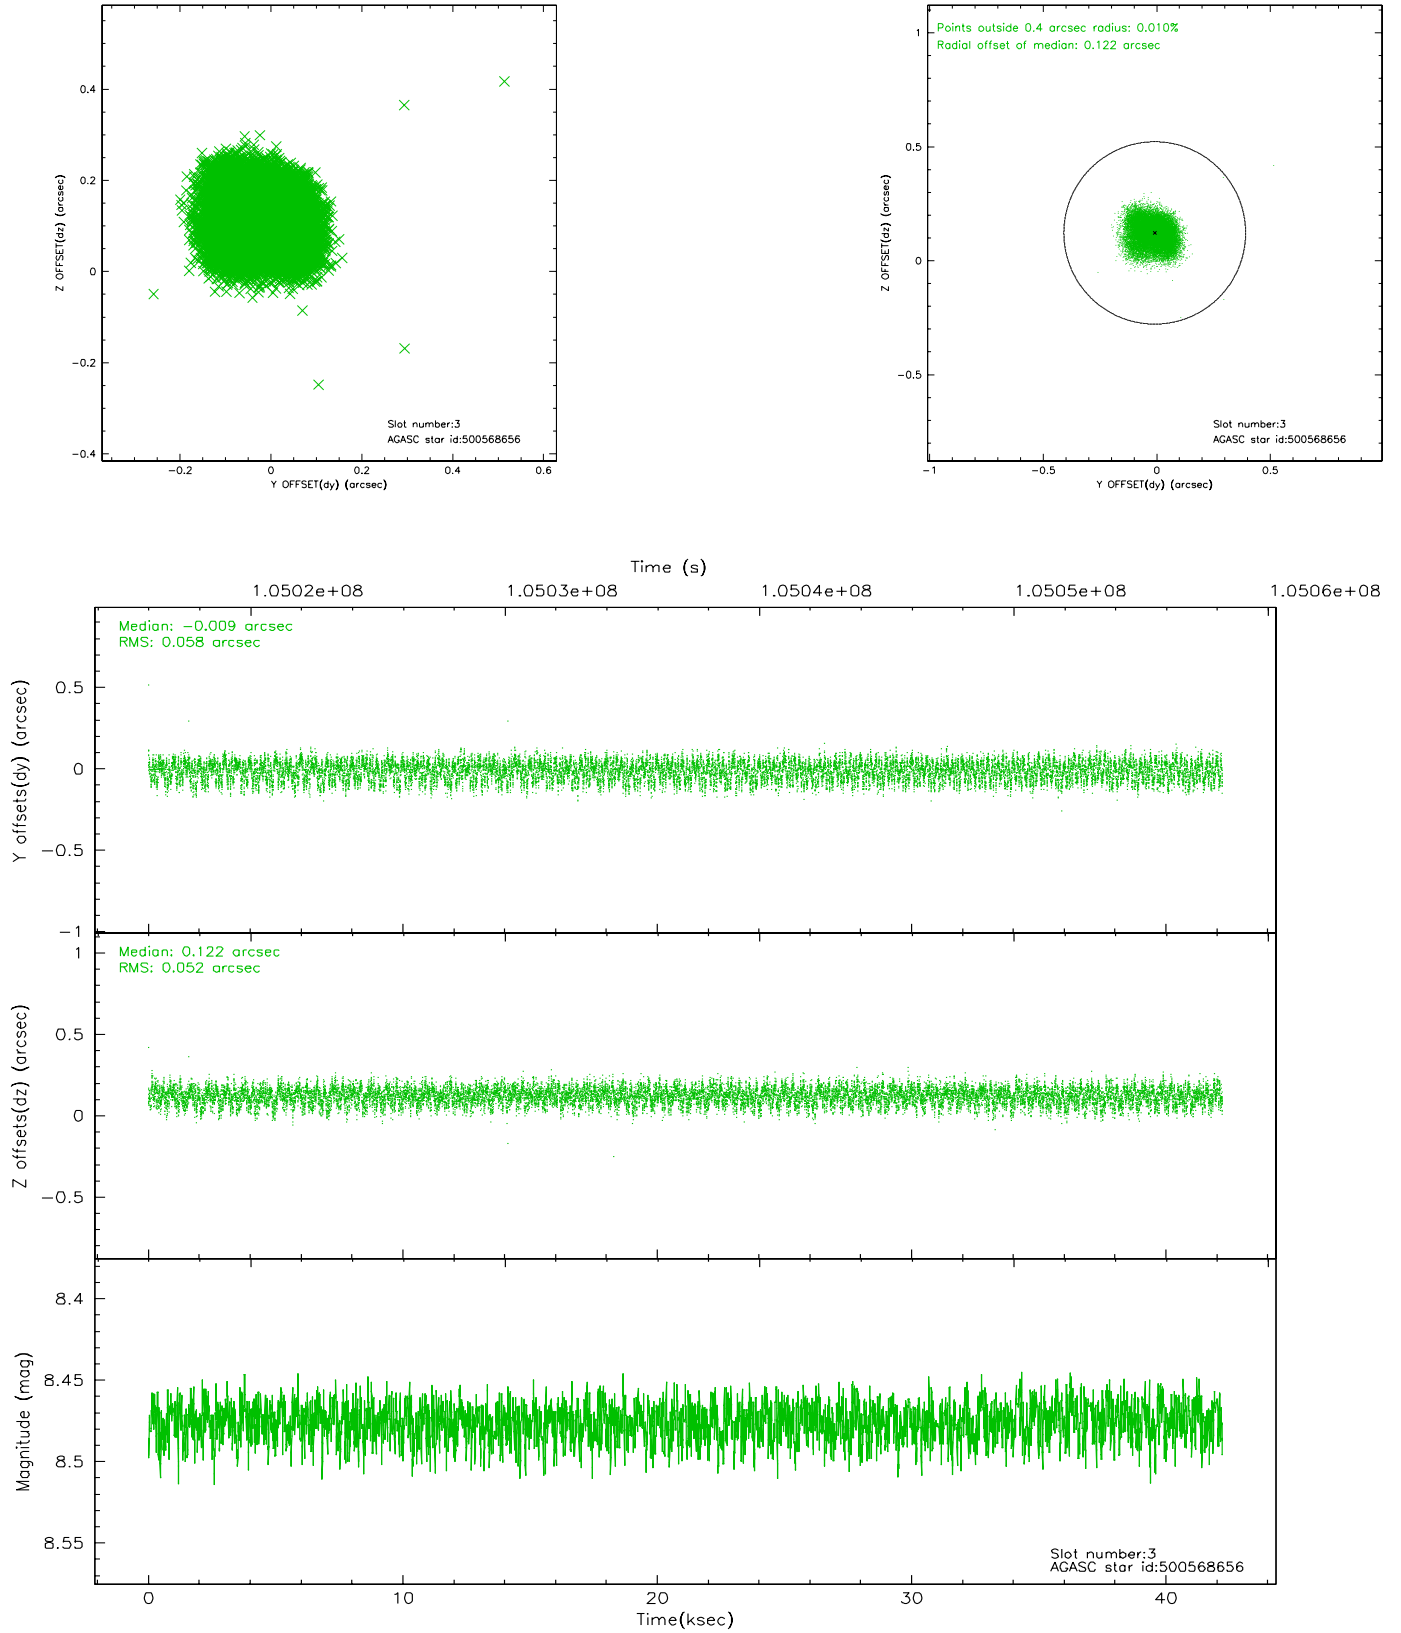 0.4
0.2
0
−0.2
−0.4
Z OFFSET(dz) (arcsec)
−0.2 0 0.2 0.4 0.6
Y OFFSET(dy) (arcsec)
Slot number:3
AGASC star id:500568656
Points outside 0.4 arcsec radius: 0.010%
Radial offset of median: 0.122 arcsec
1
0.5
0
−0.5
Z OFFSET(dz) (arcsec)
−1 −0.5 0 0.5
Y OFFSET(dy) (arcsec)
Slot number:3
AGASC star id:500568656
Time (s)
1.0502e+08 1.0503e+08 1.0504e+08 1.0505e+08 1.0506e+08
Median: −0.009 arcsec
RMS: 0.058 arcsec
0.5
0
−0.5
−1
Y offsets(dy) (arcsec)
Median: 0.122 arcsec
RMS: 0.052 arcsec
1
0.5
0
−0.5
Z offsets(dz) (arcsec)
8.4
8.45
8.5
8.55
Magnitude (mag)
Slot number:3
AGASC star id:500568656
0 10 20 30 40
Time(ksec)